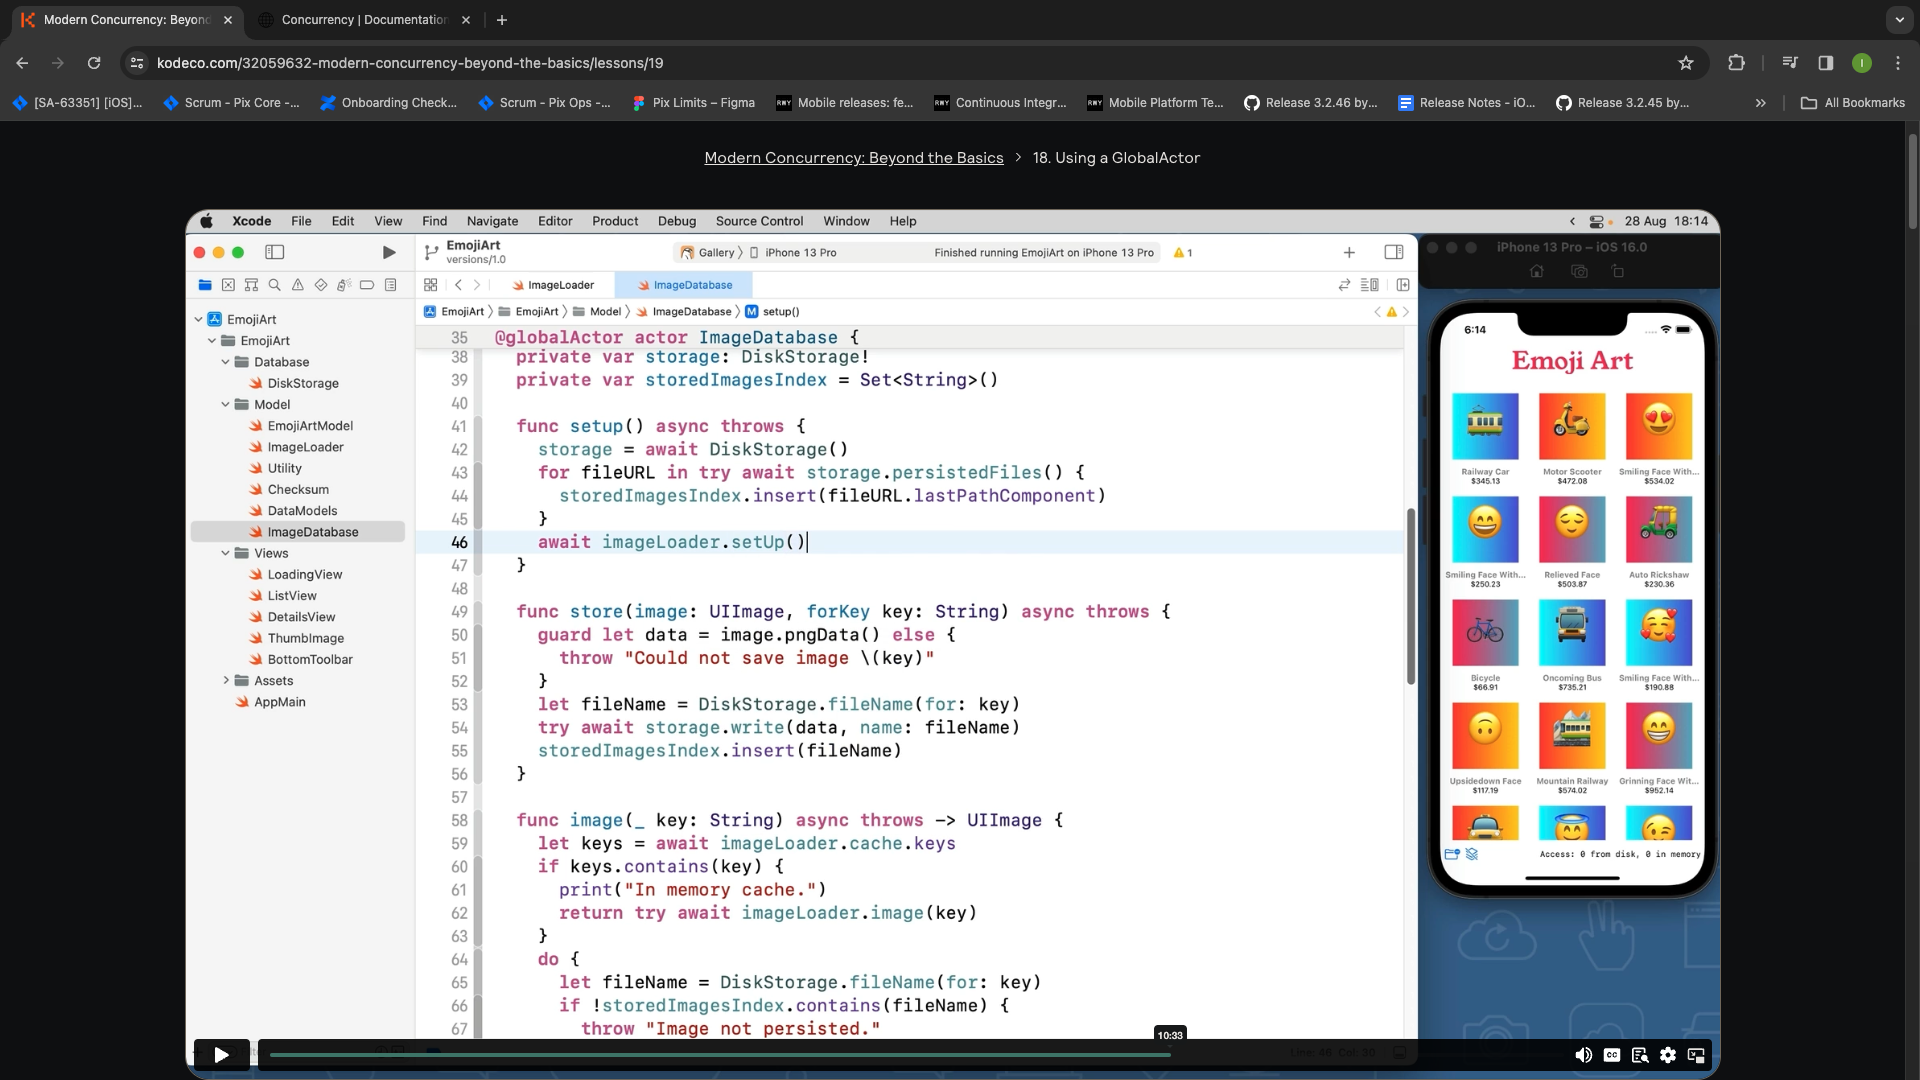 Modern Concurrency: Beyond
Concurrency | Documentation
kodeco.com/32059632-modern-concurrency-beyond-the-basics/lessons/19
I
[SA-63351] [iOS]...
Scrum - Pix Core -...
Onboarding Check...
Scrum - Pix Ops -...
Pix Limits – Figma
RWY Mobile releases: fe...
RWY Continuous Integr...
RWY Mobile Platform Te...
Release 3.2.46 by...
Release Notes - iO...
Release 3.2.45 by...
All Bookmarks
Modern Concurrency: Beyond the Basics > 18. Using a GlobalActor
Xcode File Edit View Find Navigate Editor Product Debug Source Control Window Help
28 Aug 18:14
EmojiArt
versions/1.0
Gallery
iPhone 13 Pro
Finished running EmojiArt on iPhone 13 Pro
1
ImageLoader
ImageDatabase
EmojiArt
EmojiArt
Model
ImageDatabase
M setup()
EmojiArt
EmojiArt
Database
DiskStorage
Model
EmojiArtModel
ImageLoader
Utility
Checksum
DataModels
ImageDatabase
Views
LoadingView
ListView
DetailsView
ThumbImage
BottomToolbar
Assets
AppMain
35 @globalActor actor ImageDatabase {
38 private var storage: DiskStorage!
39 private var storedImagesIndex = Set<String>()
40
41 func setup() async throws {
42 storage = await DiskStorage()
43 for fileURL in try await storage.persistedFiles() {
44 storedImagesIndex.insert(fileURL.lastPathComponent)
45 }
46 await imageLoader.setUp()
47 }
48
49 func store(image: UIImage, forKey key: String) async throws {
50 guard let data = image.pngData() else {
51 throw "Could not save image \(key)"
52 }
53 let fileName = DiskStorage.fileName(for: key)
54 try await storage.write(data, name: fileName)
55 storedImagesIndex.insert(fileName)
56 }
57
58 func image(_ key: String) async throws -> UIImage {
59 let keys = await imageLoader.cache.keys
60 if keys.contains(key) {
61 print("In memory cache.")
62 return try await imageLoader.image(key)
63 }
64 do {
65 let fileName = DiskStorage.fileName(for: key)
66 if !storedImagesIndex.contains(fileName) {
67 throw "Image not persisted."
10:33
Line: 46 Col: 30
CC
iPhone 13 Pro – iOS 16.0
6:14
Emoji Art
Railway Car
$345.13
Motor Scooter
$472.08
Smiling Face With...
$534.02
Smiling Face With...
$250.23
Relieved Face
$503.87
Auto Rickshaw
$230.36
Bicycle
$66.91
Oncoming Bus
$735.21
Smiling Face With...
$190.88
Upsidedown Face
$117.19
Mountain Railway
$574.02
Grinning Face Wit...
$952.14
Access: 0 from disk, 0 in memory